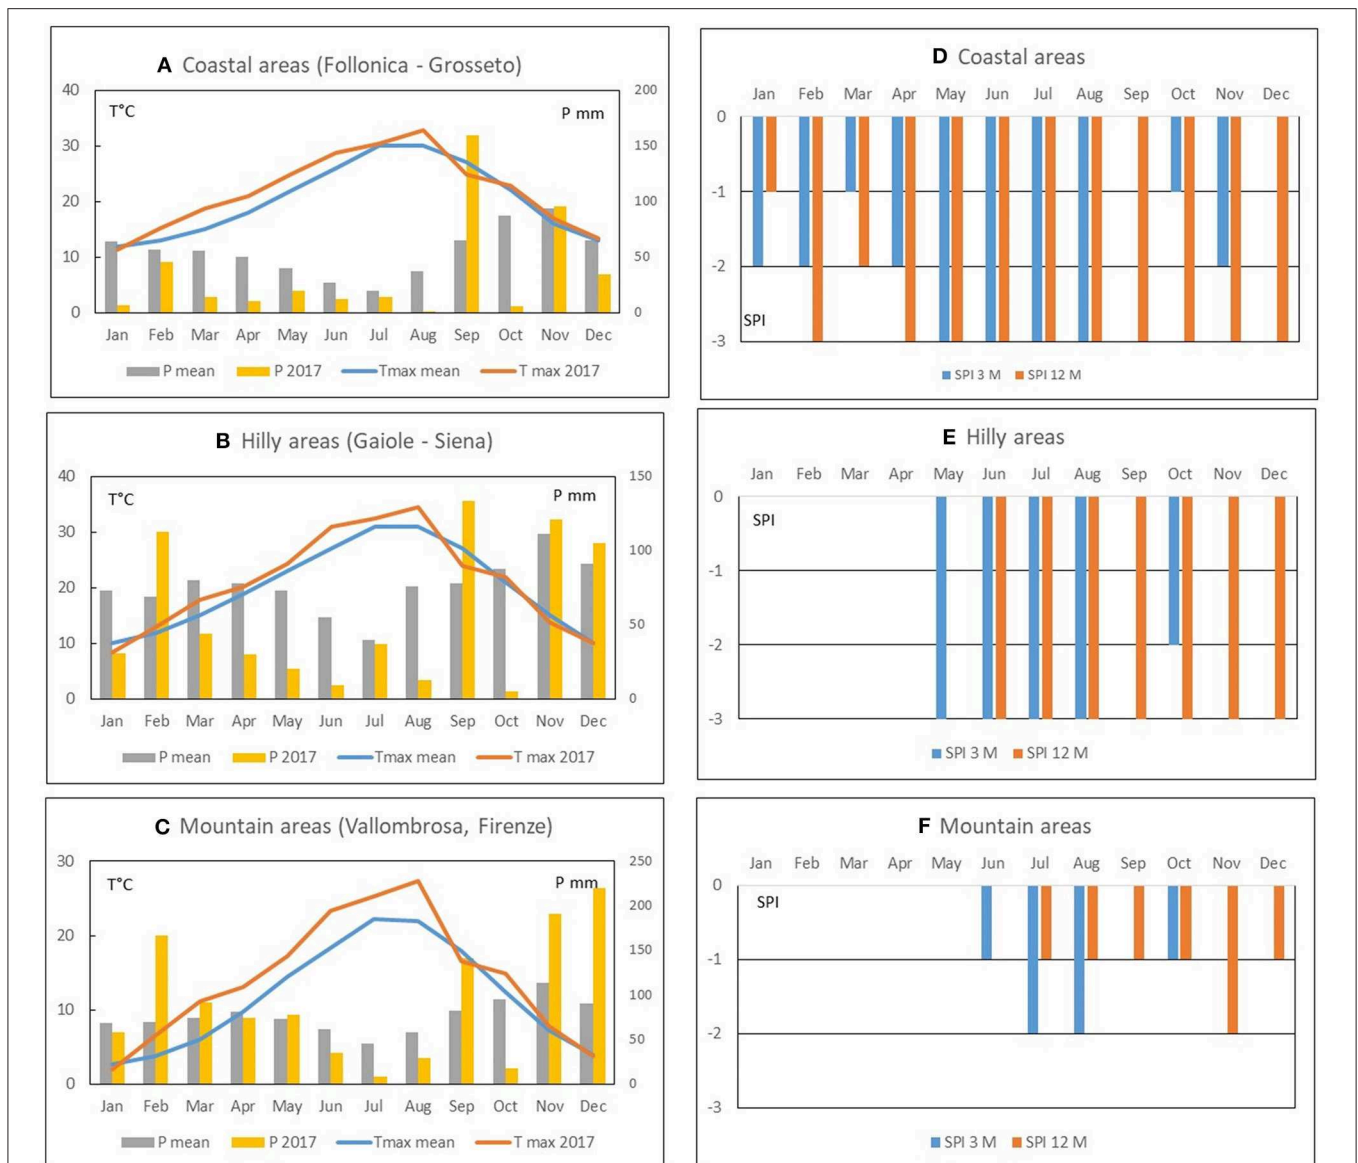 A Coastal areas (Follonica - Grosseto)
40 200
T°C P mm
30 150
20 100
10 50
0 0
Jan Feb Mar Apr May Jun Jul Aug Sep Oct Nov Dec
P mean P 2017 Tmax mean T max 2017
D Coastal areas
Jan Feb Mar Apr May Jun Jul Aug Sep Oct Nov Dec
0
-1
-2
SPI
-3
SPI 3 M SPI 12 M
B Hilly areas (Gaiole - Siena)
40 150
T°C P mm
30
100
20
50
10
0 0
Jan Feb Mar Apr May Jun Jul Aug Sep Oct Nov Dec
P mean P 2017 Tmax mean T max 2017
E Hilly areas
Jan Feb Mar Apr May Jun Jul Aug Sep Oct Nov Dec
0
SPI
-1
-2
-3
SPI 3 M SPI 12 M
C Mountain areas (Vallombrosa, Firenze)
30 250
T°C P mm
200
20
150
100
10
50
0 0
Jan Feb Mar Apr May Jun Jul Aug Sep Oct Nov Dec
P mean P 2017 Tmax mean T max 2017
F Mountain areas
Jan Feb Mar Apr May Jun Jul Aug Sep Oct Nov Dec
0
SPI
-1
-2
-3
SPI 3 M SPI 12 M